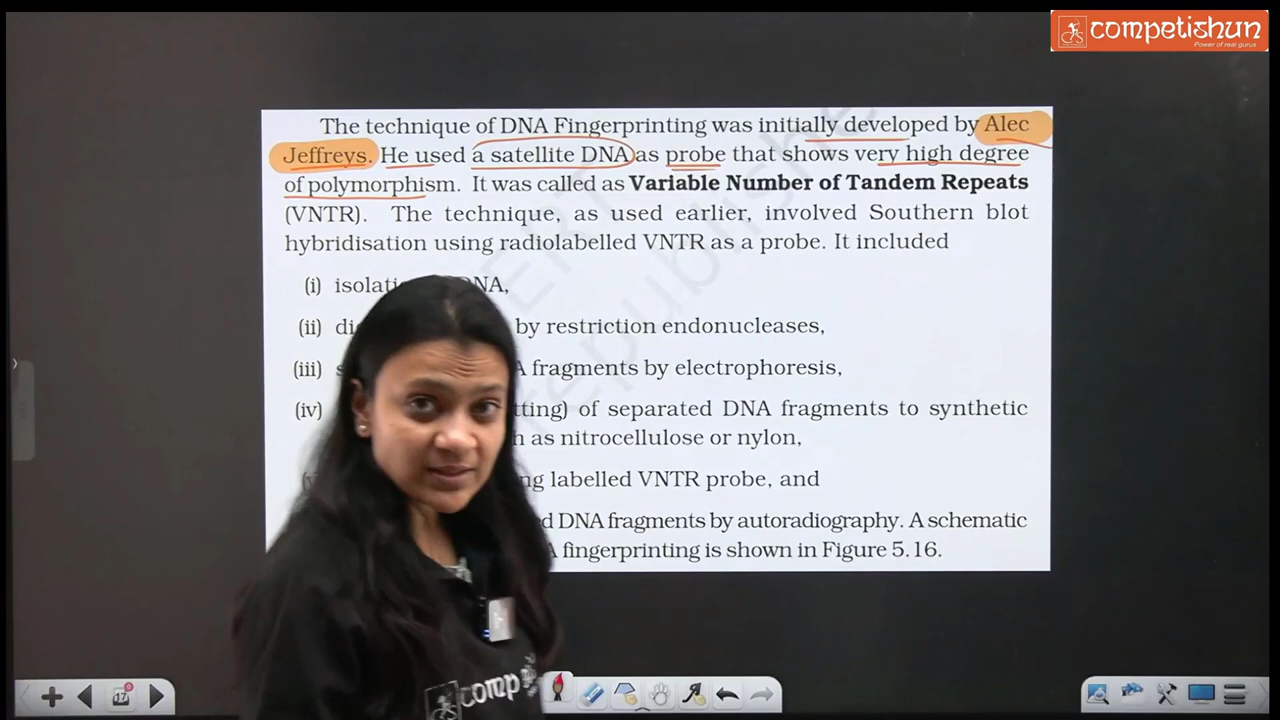 competishun
Power of real gurus
The technique of DNA Fingerprinting was initially developed by Alec
Jeffreys. He used a satellite DNA as probe that shows very high degree
of polymorphism. It was called as Variable Number of Tandem Repeats
(VNTR). The technique, as used earlier, involved Southern blot
hybridisation using radiolabelled VNTR as a probe. It included
(i) DNA,
(ii) by restriction endonucleases,
(iii) fragments by electrophoresis,
(iv) of separated DNA fragments to synthetic
as nitrocellulose or nylon,
labelled VNTR probe, and
DNA fragments by autoradiography. A schematic
fingerprinting is shown in Figure 5.16.
17